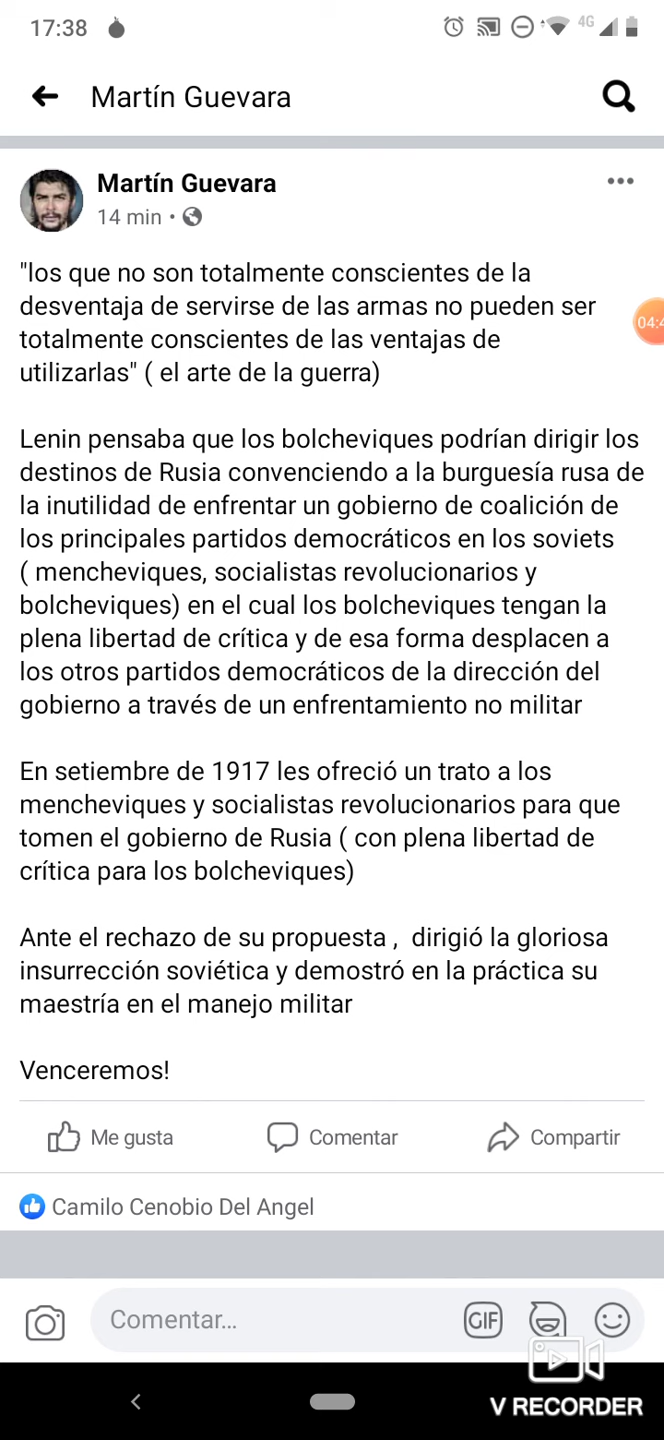 17:38
4G
Martín Guevara
Martín Guevara
14 min •
"los que no son totalmente conscientes de la
desventaja de servirse de las armas no pueden ser
totalmente conscientes de las ventajas de
utilizarlas" ( el arte de la guerra)
Lenin pensaba que los bolcheviques podrían dirigir los
destinos de Rusia convenciendo a la burguesía rusa de
la inutilidad de enfrentar un gobierno de coalición de
los principales partidos democráticos en los soviets
( mencheviques, socialistas revolucionarios y
bolcheviques) en el cual los bolcheviques tengan la
plena libertad de crítica y de esa forma desplacen a
los otros partidos democráticos de la dirección del
gobierno a través de un enfrentamiento no militar
En setiembre de 1917 les ofreció un trato a los
mencheviques y socialistas revolucionarios para que
tomen el gobierno de Rusia ( con plena libertad de
crítica para los bolcheviques)
Ante el rechazo de su propuesta ,  dirigió la gloriosa
insurrección soviética y demostró en la práctica su
maestría en el manejo militar
Venceremos!
Me gusta Comentar Compartir
Camilo Cenobio Del Angel
Comentar... GIF
V RECORDER